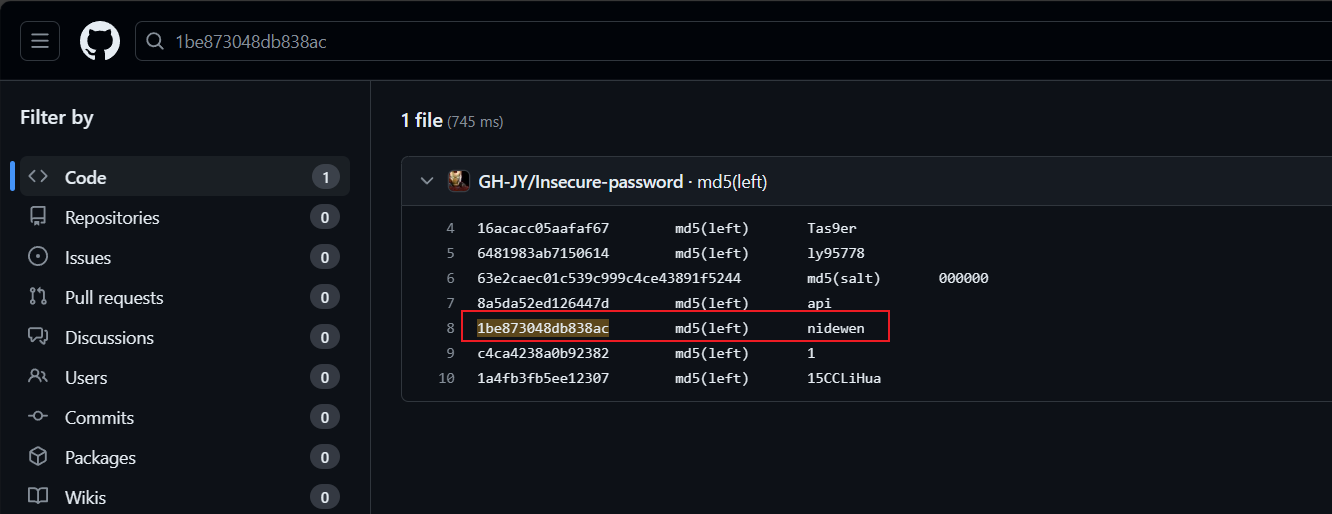 1be873048db838ac
Filter by
1 file (745 ms)
Code 1
GH-JY/Insecure-password · md5(left)
Repositories 0
4 16acacc05aafaf67 md5(left) Tas9er
Issues 0
5 6481983ab7150614 md5(left) ly95778
6 63e2caec01c539c999c4ce43891f5244 md5(salt) 000000
Pull requests 0
7 8a5da52ed126447d md5(left) api
Discussions 0
8 1be873048db838ac md5(left) nidewen
9 c4ca4238a0b92382 md5(left) 1
Users 0
10 1a4fb3fb5ee12307 md5(left) 15CCLiHua
Commits 0
Packages 0
Wikis 0